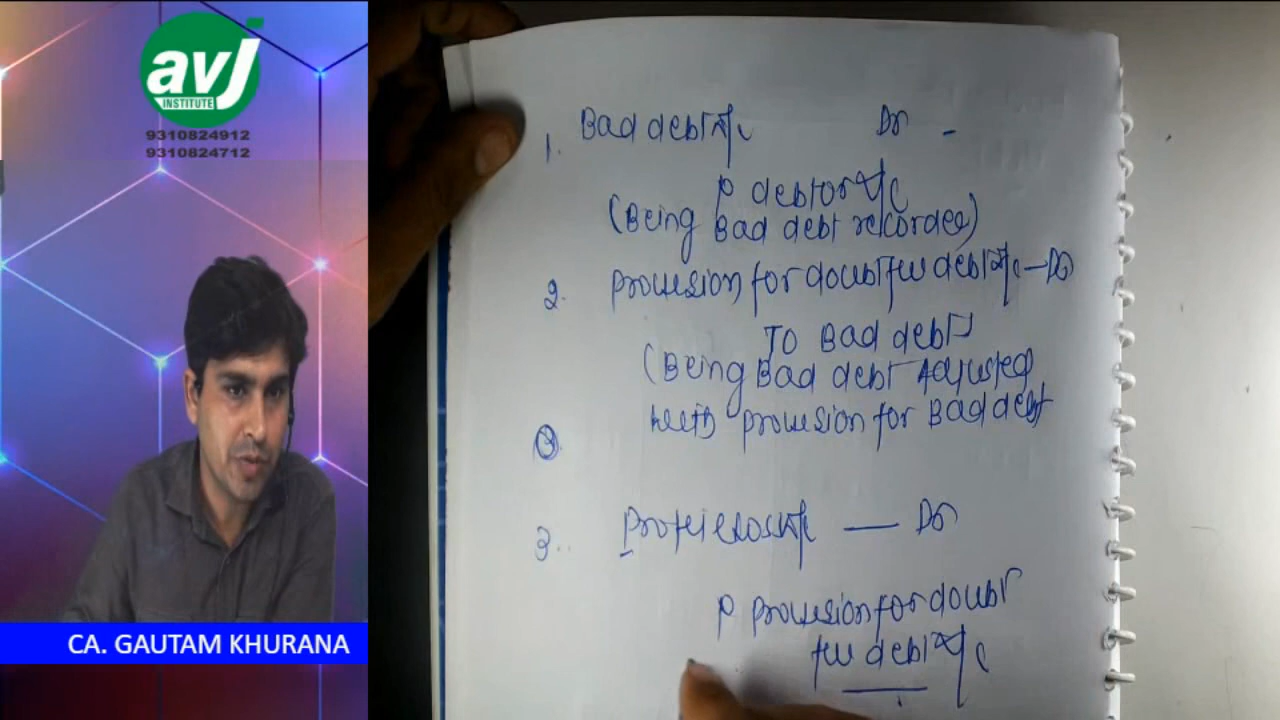 avj
INSTITUTE
9310824912
9310824712
CA. GAUTAM KHURANA
1. Bad debt A/c Dr -
To debtor A/c
(Being Bad debt recorded)
2. Provision for doubtful debt A/c - Dr
To Bad debt
(Being Bad debt Adjusted
with provision for Bad debt
3
3.. Profit & loss A/c — Dr
To provision for doubt
ful debt A/c